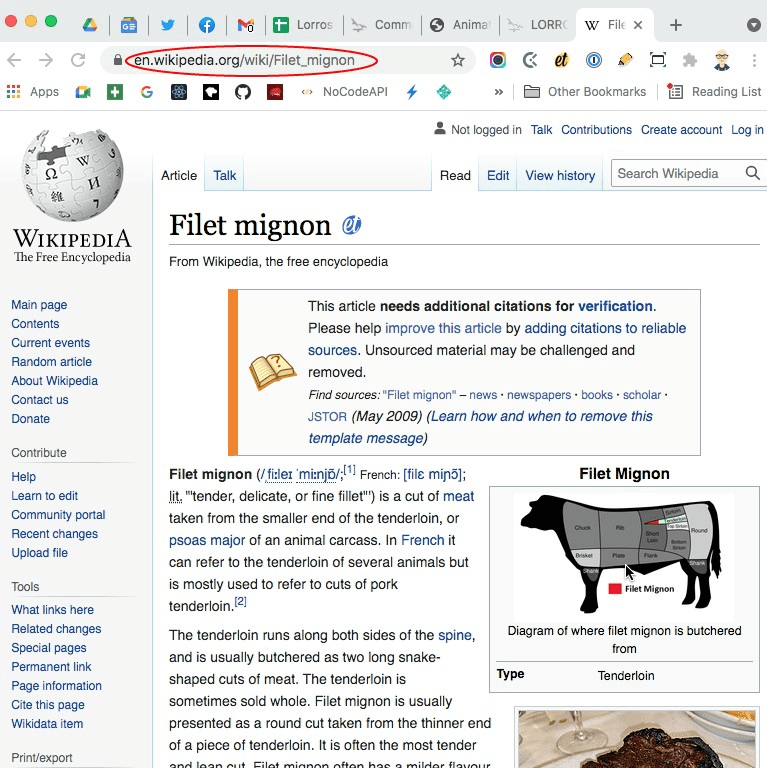 Lorros
Comm
Animat
LORRO
File
en.wikipedia.org/wiki/Filet_mignon
Apps
NoCodeAPI
»
Other Bookmarks
Reading List
Not logged in Talk Contributions Create account Log in
Article Talk Read Edit View history Search Wikipedia
WIKIPEDIA
The Free Encyclopedia
Filet mignon
From Wikipedia, the free encyclopedia
Main page
Contents
Current events
Random article
About Wikipedia
Contact us
Donate
Contribute
Help
Learn to edit
Community portal
Recent changes
Upload file
Tools
What links here
Related changes
Special pages
Permanent link
Page information
Cite this page
Wikidata item
Print/export
This article needs additional citations for verification.
Please help improve this article by adding citations to reliable
sources. Unsourced material may be challenged and
removed.
Find sources: "Filet mignon" – news · newspapers · books · scholar ·
JSTOR (May 2009) (Learn how and when to remove this
template message)
Filet mignon (/ˌfiːleɪ ˈmiːnjɒ̃/;[1] French: [filɛ miɲɔ̃];
lit. "'tender, delicate, or fine fillet'") is a cut of meat
taken from the smaller end of the tenderloin, or
psoas major of an animal carcass. In French it
can refer to the tenderloin of several animals but
is mostly used to refer to cuts of pork
tenderloin.[2]
The tenderloin runs along both sides of the spine,
and is usually butchered as two long snake-
shaped cuts of meat. The tenderloin is
sometimes sold whole. Filet mignon is usually
presented as a round cut taken from the thinner end
of a piece of tenderloin. It is often the most tender
and lean cut. Filet mignon often has a milder flavour
Filet Mignon
Chuck
Rib
Short
Loin
Sirloin
Tenderloin
Top Sirloin
Bottom
Sirloin
Round
Brisket
Plate
Flank
Shank
Shank
Filet Mignon
Diagram of where filet mignon is butchered
from
Type Tenderloin